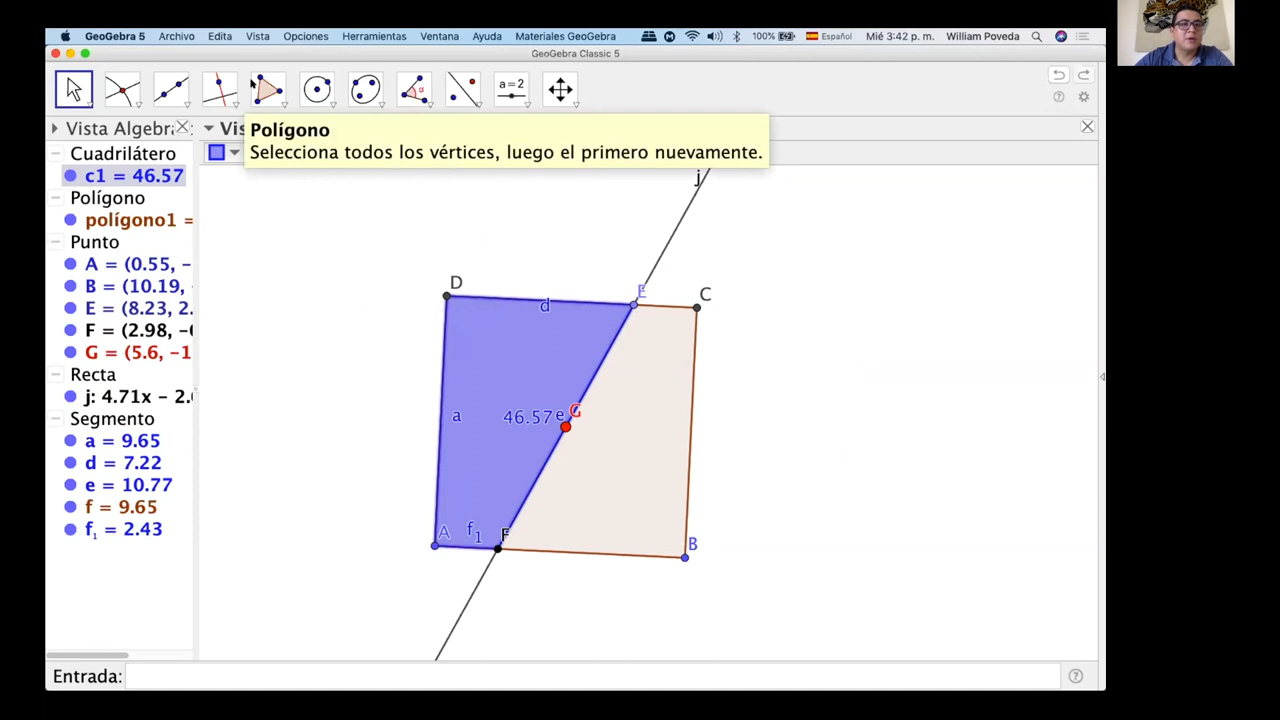 GeoGebra 5 Archivo Edita Vista Opciones Herramientas Ventana Ayuda Materiales GeoGebra 100% Español Mié 3:42 p. m. William Poveda
GeoGebra Classic 5
α
a=2
Vista Algebr
Vis
Polígono
Selecciona todos los vértices, luego el primero nuevamente.
Cuadrilátero
c1 = 46.57
Polígono
polígono1 =
Punto
A = (0.55, -
B = (10.19,
E = (8.23, 2.
F = (2.98, -
G = (5.6, -1
Recta
j: 4.71x − 2.
Segmento
a = 9.65
d = 7.22
e = 10.77
f = 9.65
f₁ = 2.43
j
D
d
E
C
a
46.57
e
G
A
f₁
F
B
Entrada: